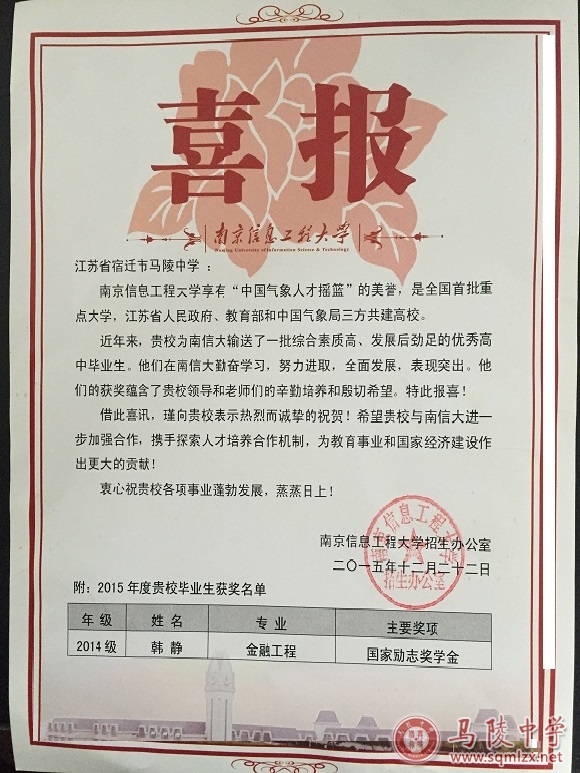 喜报
南京信息工程大学
Nanjing University of Information Science & Technology
江苏省宿迁市马陵中学：
南京信息工程大学享有“中国气象人才摇篮”的美誉，是全国首批重
点大学，江苏省人民政府、教育部和中国气象局三方共建高校。
近年来，贵校为南信大输送了一批综合素质高、发展后劲足的优秀高
中毕业生。他们在南信大勤奋学习，努力进取，全面发展，表现突出。他
们的获奖蕴含了贵校领导和老师们的辛勤培养和殷切希望。特此报喜！
借此喜讯，谨向贵校表示热烈而诚挚的祝贺！希望贵校与南信大进一
步加强合作，携手探索人才培养合作机制，为教育事业和国家经济建设作
出更大的贡献！
衷心祝贵校各项事业蓬勃发展，蒸蒸日上！
南京信息工程大学招生办公室
二〇一五年十二月二十二日
南京信息工程大学
招生办公室
附：2015 年度贵校毕业生获奖名单
年 级 姓 名 专 业 主要奖项
2014 级 韩 静 金融工程 国家励志奖学金
马陵中学
www.sqmlzx.net